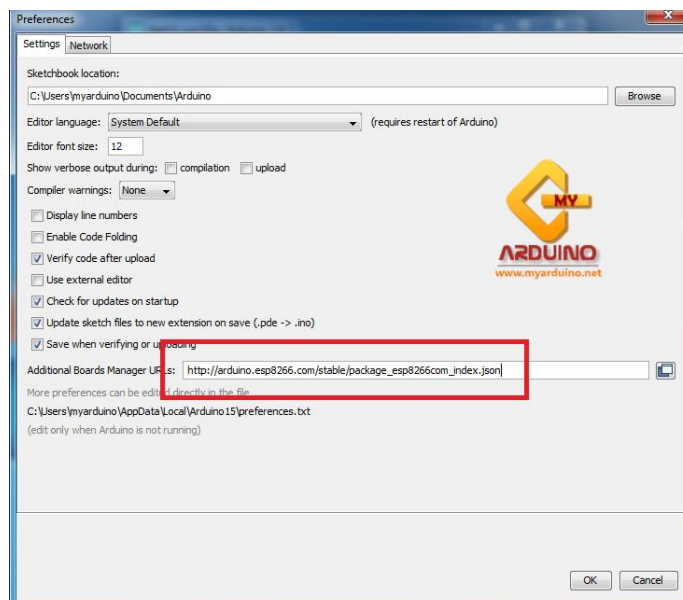 Preferences
Settings Network
Sketchbook location:
C:\Users\myarduino\Documents\Arduino Browse
Editor language: System Default (requires restart of Arduino)
Editor font size: 12
Show verbose output during: compilation upload
Compiler warnings: None
Display line numbers
Enable Code Folding
Verify code after upload
Use external editor
Check for updates on startup
Update sketch files to new extension on save (.pde -> .ino)
Save when verifying or uploading
MY
ARDUINO
www.myarduino.net
Additional Boards Manager URLs: http://arduino.esp8266.com/stable/package_esp8266com_index.json
More preferences can be edited directly in the file
C:\Users\myarduino\AppData\Local\Arduino15\preferences.txt
(edit only when Arduino is not running)
OK Cancel